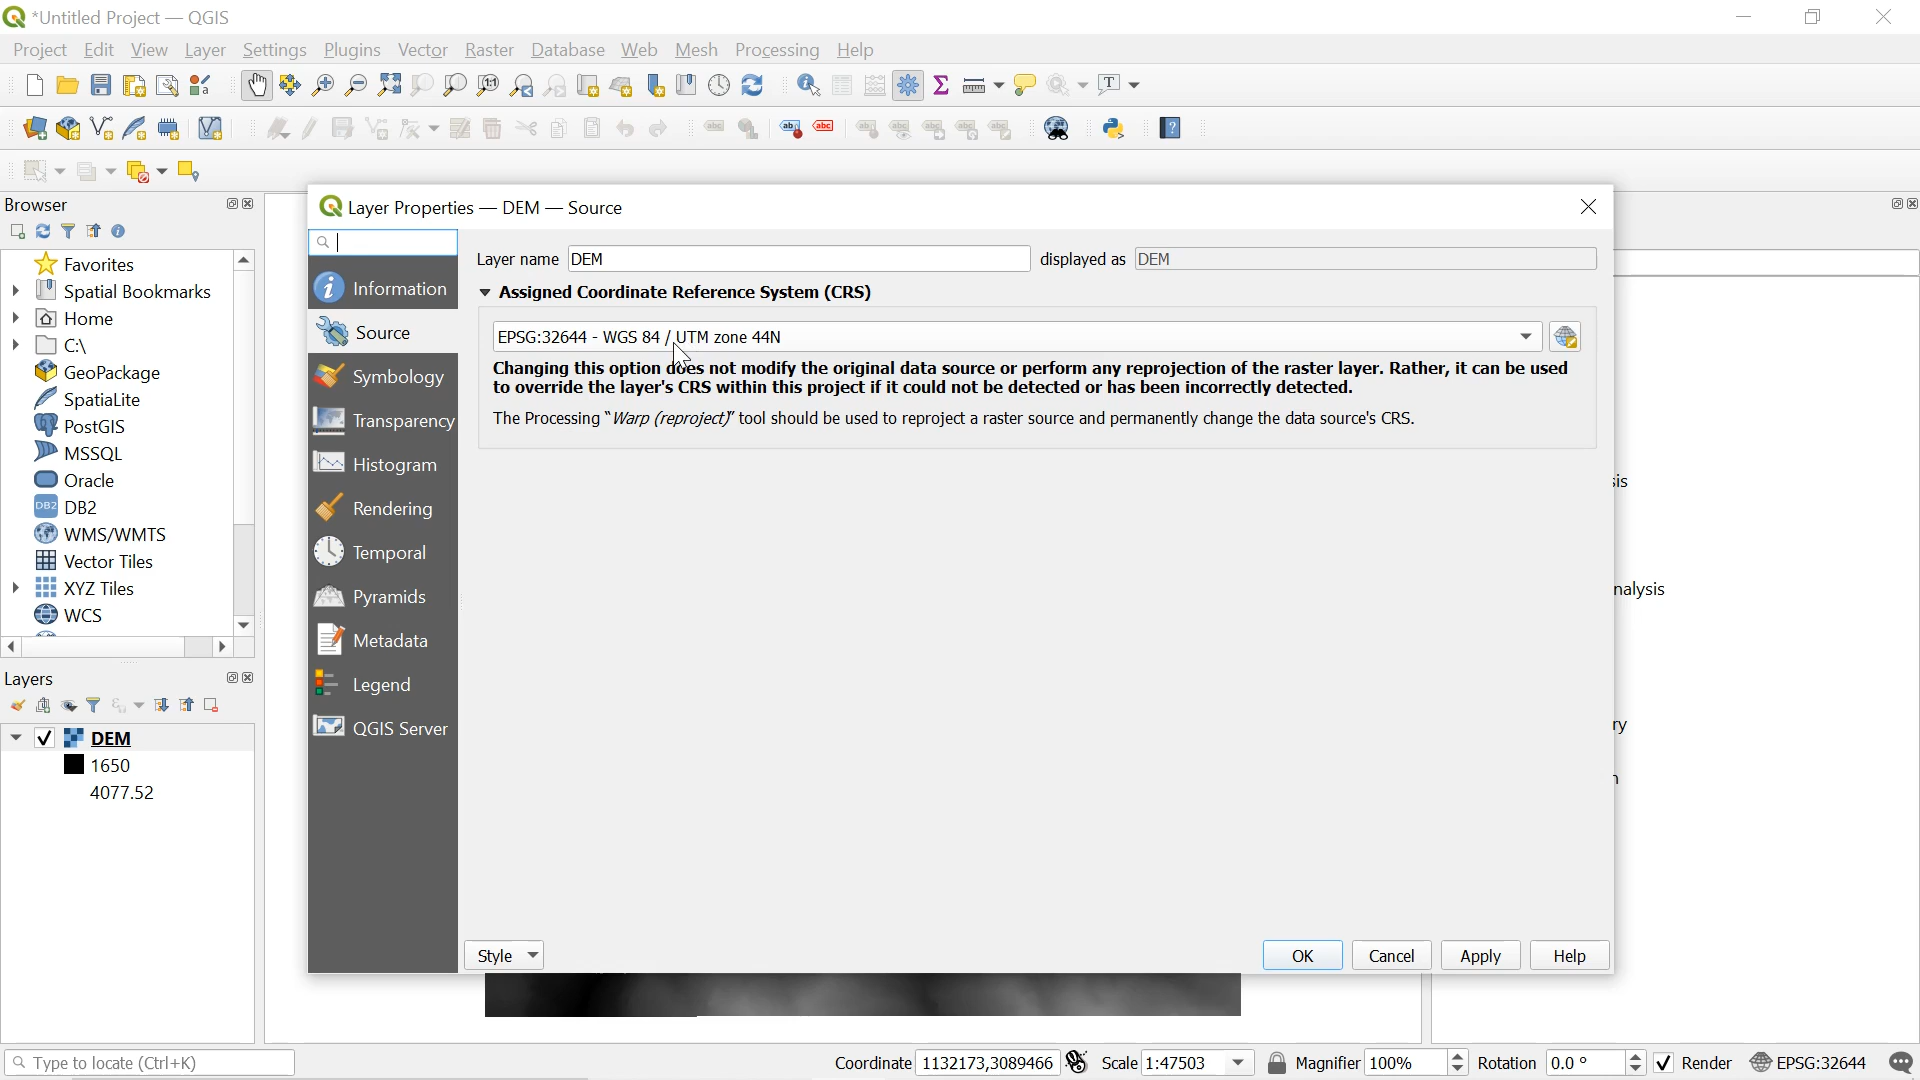 *Untitled Project — QGIS
Project Edit View Layer Settings Plugins Vector Raster Database Web Mesh Processing Help
Browser
Favorites
Spatial Bookmarks
Home
C:\
GeoPackage
SpatiaLite
PostGIS
MSSQL
Oracle
DB2
WMS/WMTS
Vector Tiles
XYZ Tiles
WCS
Layers
DEM
1650
4077.52
Layer Properties — DEM — Source
Information
Source
Symbology
Transparency
Histogram
Rendering
Temporal
Pyramids
Metadata
Legend
QGIS Server
Layer name DEM displayed as DEM
Assigned Coordinate Reference System (CRS)
EPSG:32644 - WGS 84 / UTM zone 44N
Changing this option does not modify the original data source or perform any reprojection of the raster layer. Rather, it can be used
to override the layer's CRS within this project if it could not be detected or has been incorrectly detected.
The Processing “Warp (reproject)” tool should be used to reproject a raster source and permanently change the data source's CRS.
Style OK Cancel Apply Help
sis
nalysis
ry
Type to locate (Ctrl+K) Coordinate 1132173,3089466 Scale 1:47503 Magnifier 100% Rotation 0.0 ° Render EPSG:32644